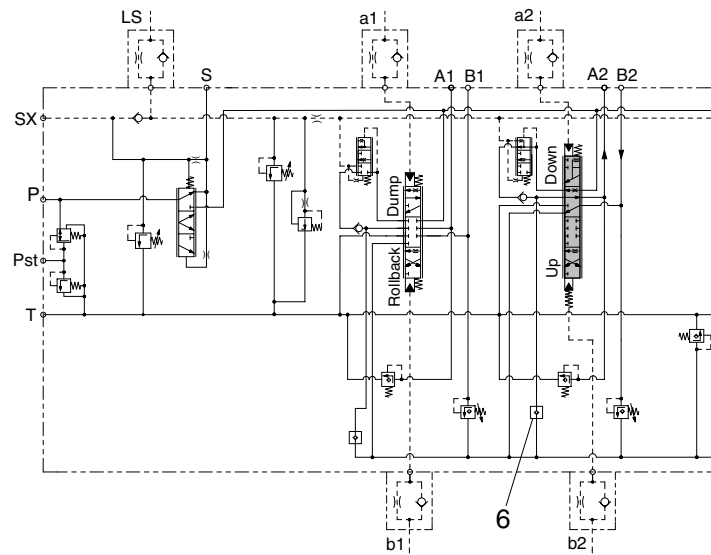 LS
a1
a2
S
A1
B1
A2
B2
SX
P
Pst
T
Dump
Rollback
Down
Up
6
b1
b2